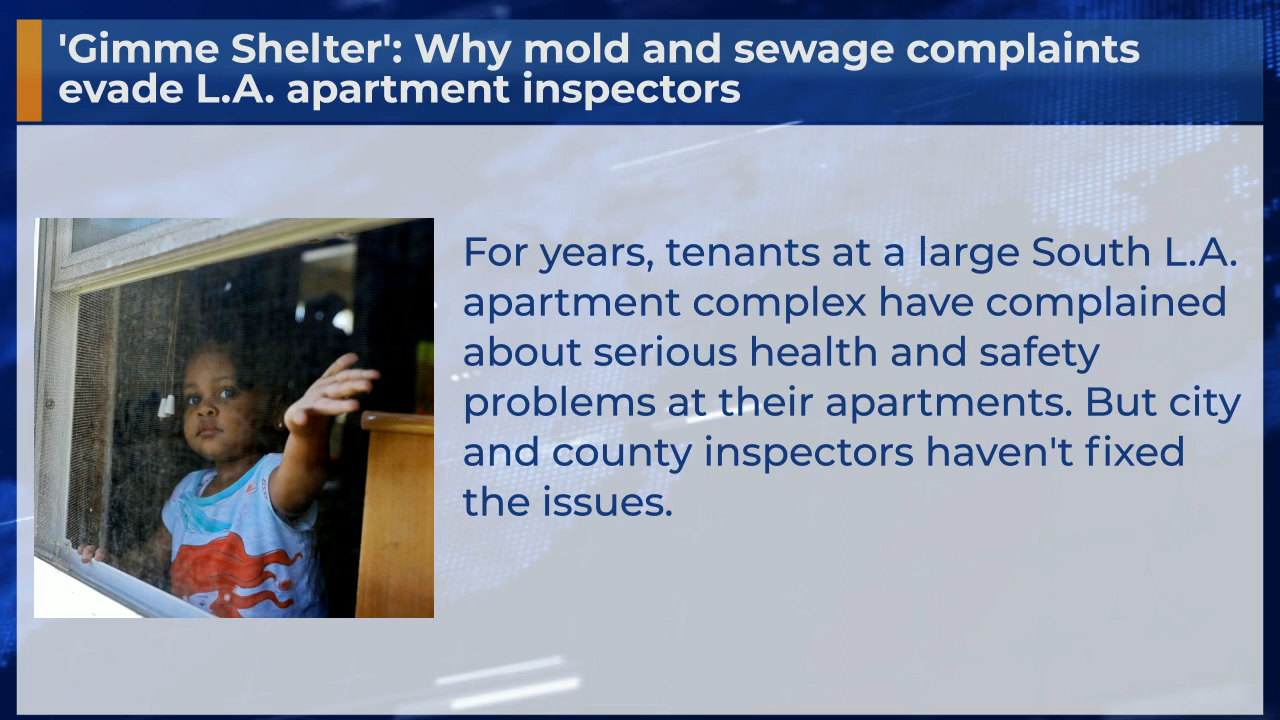 'Gimme Shelter': Why mold and sewage complaints
evade L.A. apartment inspectors
For years, tenants at a large South L.A.
apartment complex have complained
about serious health and safety
problems at their apartments. But city
and county inspectors haven't fixed
the issues.